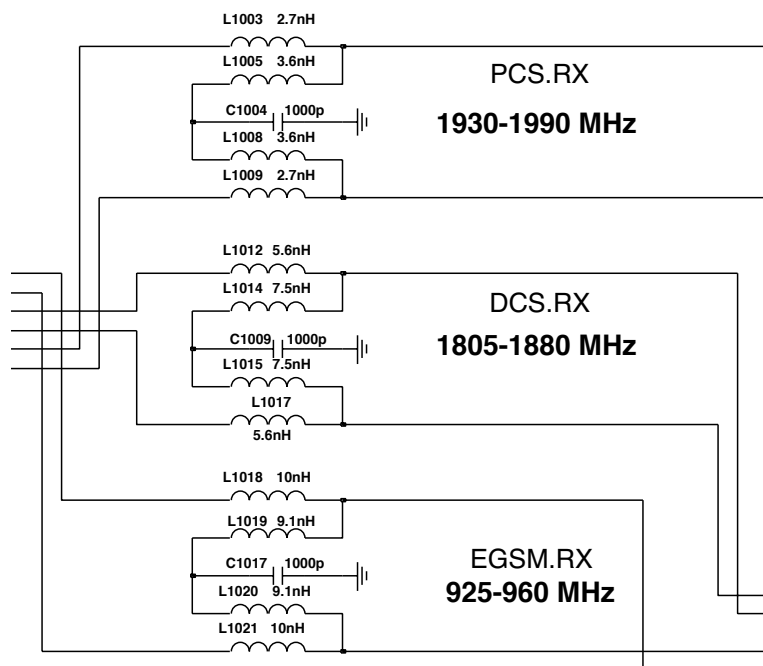 L1003 2.7nH
L1005 3.6nH
PCS.RX
C1004 1000p
1930-1990 MHz
L1008 3.6nH
L1009 2.7nH
L1012 5.6nH
L1014 7.5nH
DCS.RX
C1009 1000p
1805-1880 MHz
L1015 7.5nH
L1017
5.6nH
L1018 10nH
L1019 9.1nH
EGSM.RX
C1017 1000p
925-960 MHz
L1020 9.1nH
L1021 10nH